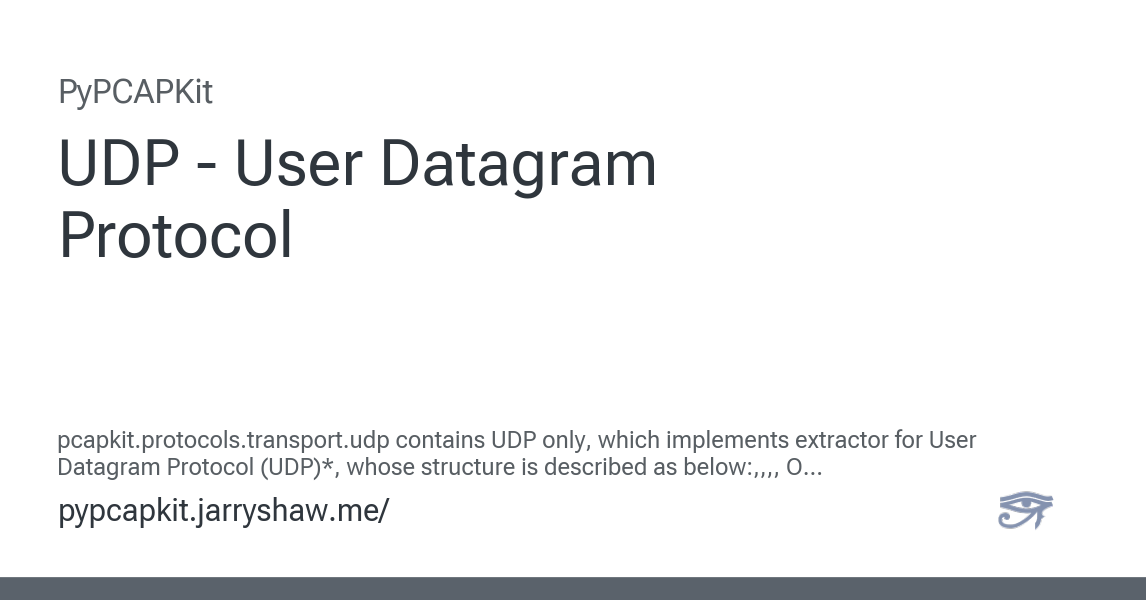 PyPCAPKit
UDP - User Datagram
Protocol
pcapkit.protocols.transport.udp contains UDP only, which implements extractor for User
Datagram Protocol (UDP)*, whose structure is described as below:,,,, O...
pypcapkit.jarryshaw.me/